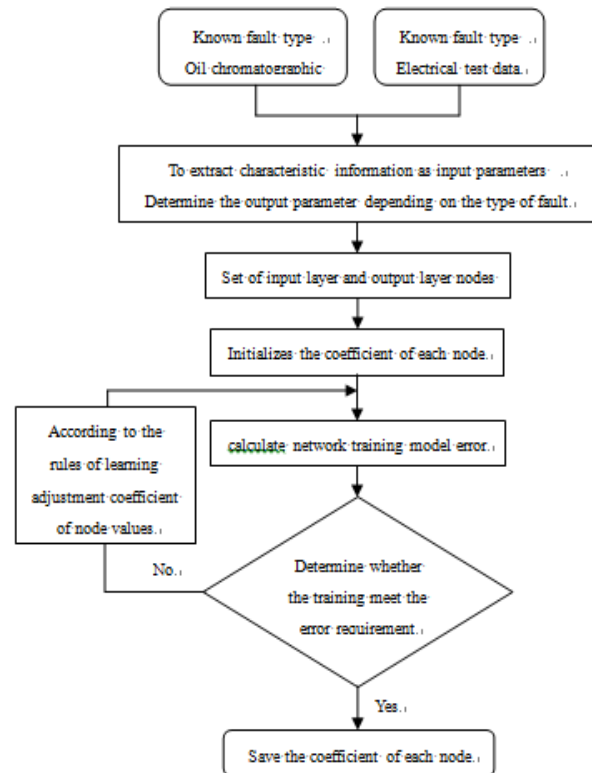 Known fault type
Oil chromatographic
Known fault type
Electrical test data.
To extract characteristic information as input parameters
Determine the output parameter depending on the type of fault.
Set of input layer and output layer nodes
Initializes the coefficient of each node.
According to the
rules of learning
adjustment coefficient
of node values.
calculate network training model error.
No.
Determine whether
the training meet the
error requirement.
Yes.
Save the coefficient of each node.